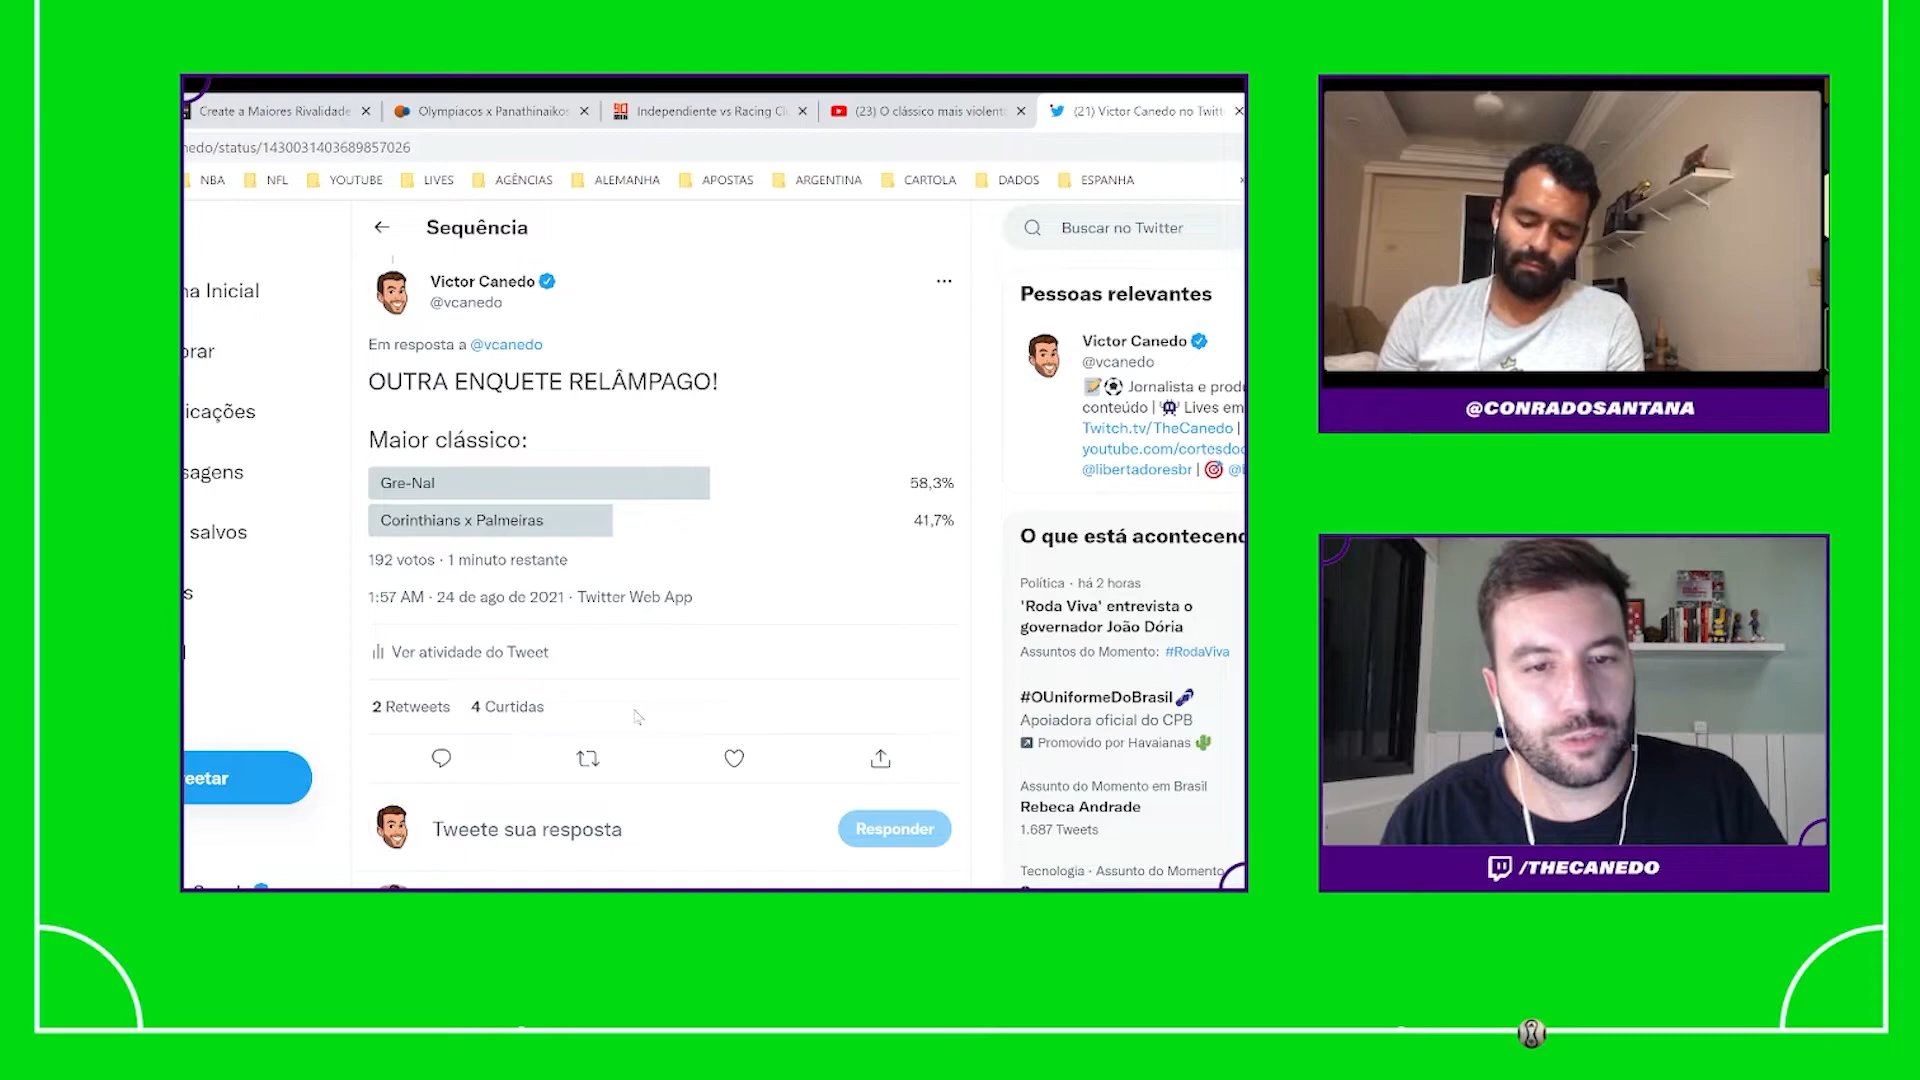 Create a Maiores Rivalidade
Olympiacos x Panathinaikos
Independiente vs Racing Cl
(23) O clássico mais violent
(21) Victor Canedo no Twitt
nedo/status/1430031403689857026
NBA
NFL
YOUTUBE
LIVES
AGÊNCIAS
ALEMANHA
APOSTAS
ARGENTINA
CARTOLA
DADOS
ESPANHA
na Inicial
orar
icações
sagens
salvos
s
eetar
Sequência
Victor Canedo
@vcanedo
Em resposta a @vcanedo
OUTRA ENQUETE RELÂMPAGO!
Maior clássico:
Gre-Nal 58,3%
Corinthians x Palmeiras 41,7%
192 votos · 1 minuto restante
1:57 AM · 24 de ago de 2021 · Twitter Web App
Ver atividade do Tweet
2 Retweets 4 Curtidas
Tweete sua resposta
Responder
Buscar no Twitter
Pessoas relevantes
Victor Canedo
@vcanedo
Jornalista e produ
conteúdo | Lives em
Twitch.tv/TheCanedo |
youtube.com/cortesdoc
@libertadoresbr |
O que está acontecend
Política · há 2 horas
'Roda Viva' entrevista o
governador João Dória
Assuntos do Momento: #RodaViva
#OUniformeDoBrasil
Apoiadora oficial do CPB
Promovido por Havaianas
Assunto do Momento em Brasil
Rebeca Andrade
1.687 Tweets
Tecnologia · Assunto do Momento
@CONRADOSANTANA
/THECANEDO